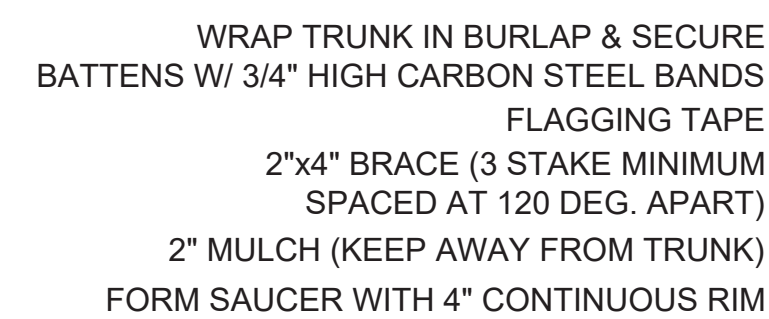 WRAP TRUNK IN BURLAP & SECURE
BATTENS W/ 3/4" HIGH CARBON STEEL BANDS
FLAGGING TAPE
2"x4" BRACE (3 STAKE MINIMUM
SPACED AT 120 DEG. APART)
2" MULCH (KEEP AWAY FROM TRUNK)
FORM SAUCER WITH 4" CONTINUOUS RIM